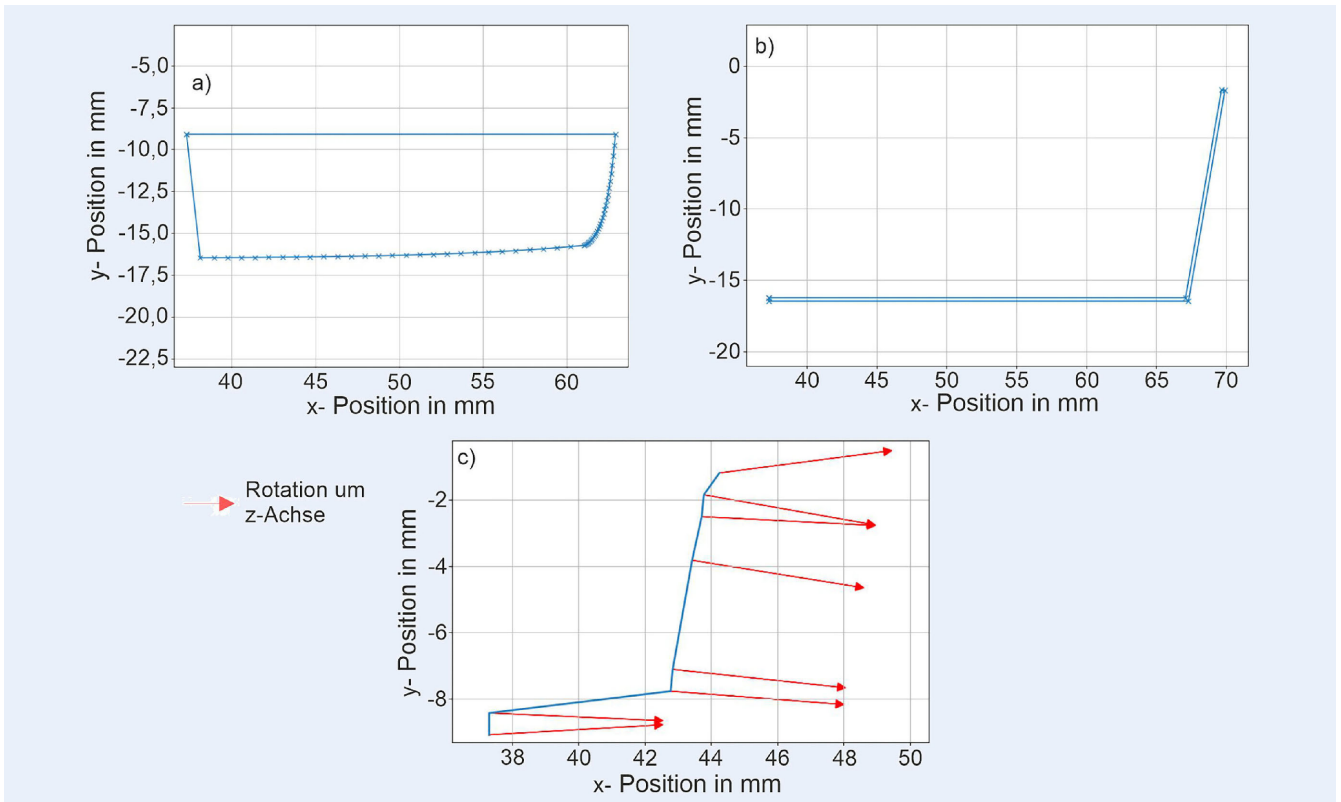 a)
-5,0
-7,5
-10,0
-12,5
-15,0
-17,5
-20,0
-22,5
y- Position in mm
40 45 50 55 60
x- Position in mm
b)
0
-5
-10
-15
-20
y- Position in mm
40 45 50 55 60 65 70
x- Position in mm
Rotation um
z-Achse
c)
-2
-4
-6
-8
y- Position in mm
38 40 42 44 46 48 50
x- Position in mm